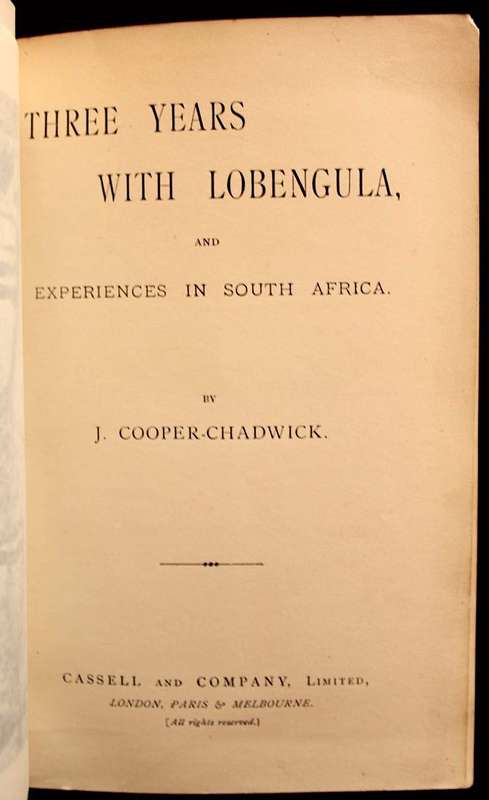 THREE YEARS
WITH LOBENGULA,
AND
EXPERIENCES IN SOUTH AFRICA.
BY
J. COOPER-CHADWICK.
CASSELL AND COMPANY, LIMITED,
LONDON, PARIS & MELBOURNE.
[All rights reserved.]